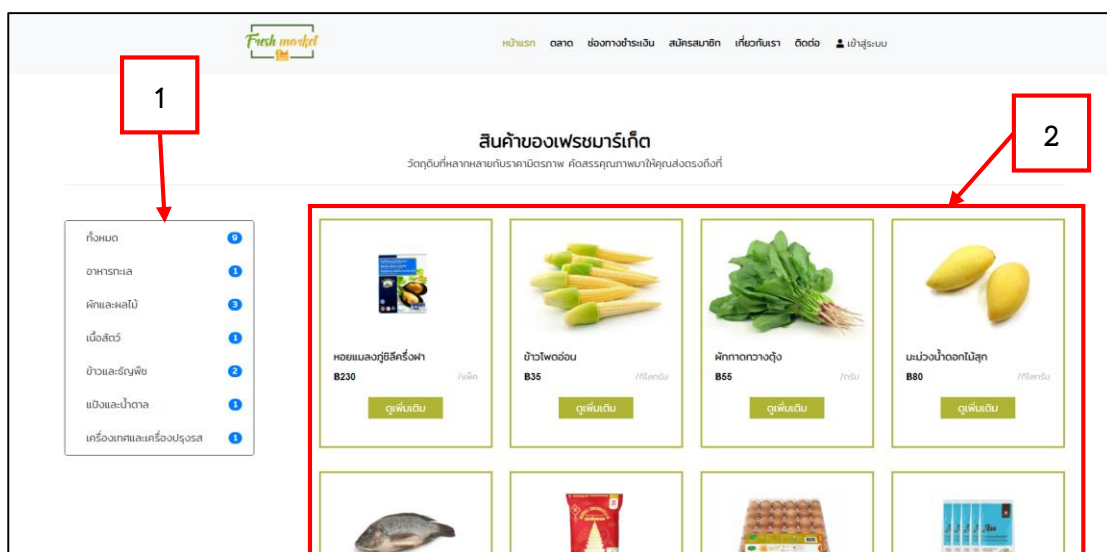 Fresh market
หน้าแรก ตลาด ช่องทางชำระเงิน สมัครสมาชิก เกี่ยวกับเรา ติดต่อ เข้าสู่ระบบ
1
2
สินค้าของเฟรชมาร์เก็ต
วัตถุดิบที่หลากหลายกับราคามิตรภาพ คัดสรรคุณภาพมาให้คุณส่งตรงถึงที่
ทั้งหมด 9
อาหารทะเล 1
ผักและผลไม้ 3
เนื้อสัตว์ 1
ข้าวและธัญพืช 2
แป้งและน้ำตาล 1
เครื่องเทศและเครื่องปรุงรส 1
หอยแมลงภู่ชิลีครึ่งฝา
฿230 /แพ็ค
ดูเพิ่มเติม
ข้าวโพดอ่อน
฿35 /กิโลกรัม
ดูเพิ่มเติม
ผักกาดกวางตุ้ง
฿55 /กรัม
ดูเพิ่มเติม
มะม่วงน้ำดอกไม้สุก
฿80 /กิโลกรัม
ดูเพิ่มเติม